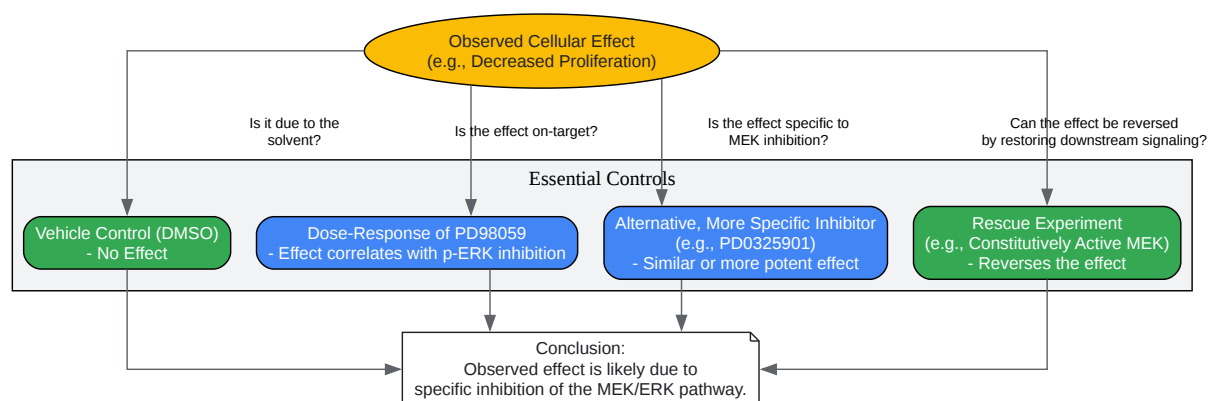 Observed Cellular Effect
(e.g., Decreased Proliferation)
Is it due to the
solvent?
Is the effect on-target?
Is the effect specific to
MEK inhibition?
Can the effect be reversed
by restoring downstream signaling?
Essential Controls
Vehicle Control (DMSO)
- No Effect
Dose-Response of PD98059
- Effect correlates with p-ERK inhibition
Alternative, More Specific Inhibitor
(e.g., PD0325901)
- Similar or more potent effect
Rescue Experiment
(e.g., Constitutively Active MEK)
- Reverses the effect
Conclusion:
Observed effect is likely due to
specific inhibition of the MEK/ERK pathway.